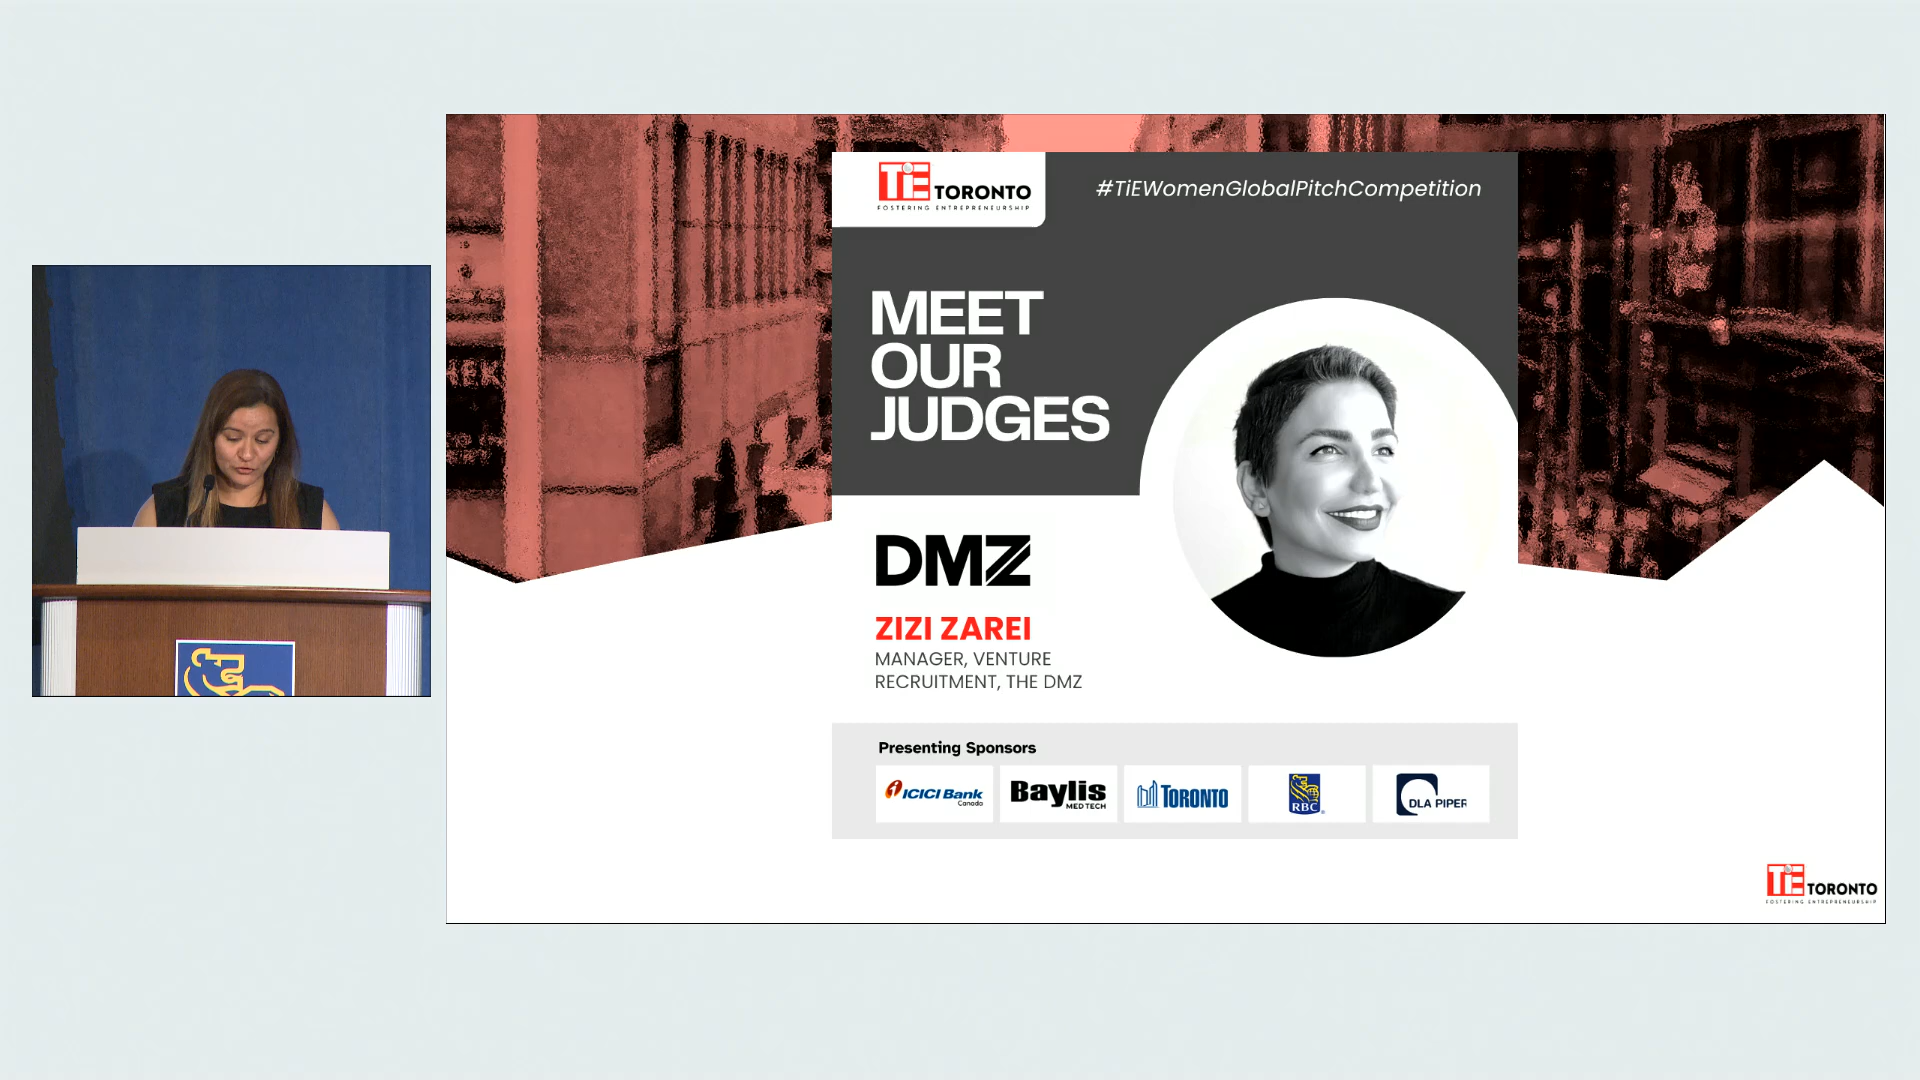 TiE TORONTO
FOSTERING ENTREPRENEURSHIP
#TiEWomenGlobalPitchCompetition
MEET
OUR
JUDGES
DMZ
ZIZI ZAREI
MANAGER, VENTURE
RECRUITMENT, THE DMZ
Presenting Sponsors
ICICI Bank
Canada
Baylis
MED TECH
TORONTO
RBC
DLA PIPER
TiE TORONTO
FOSTERING ENTREPRENEURSHIP